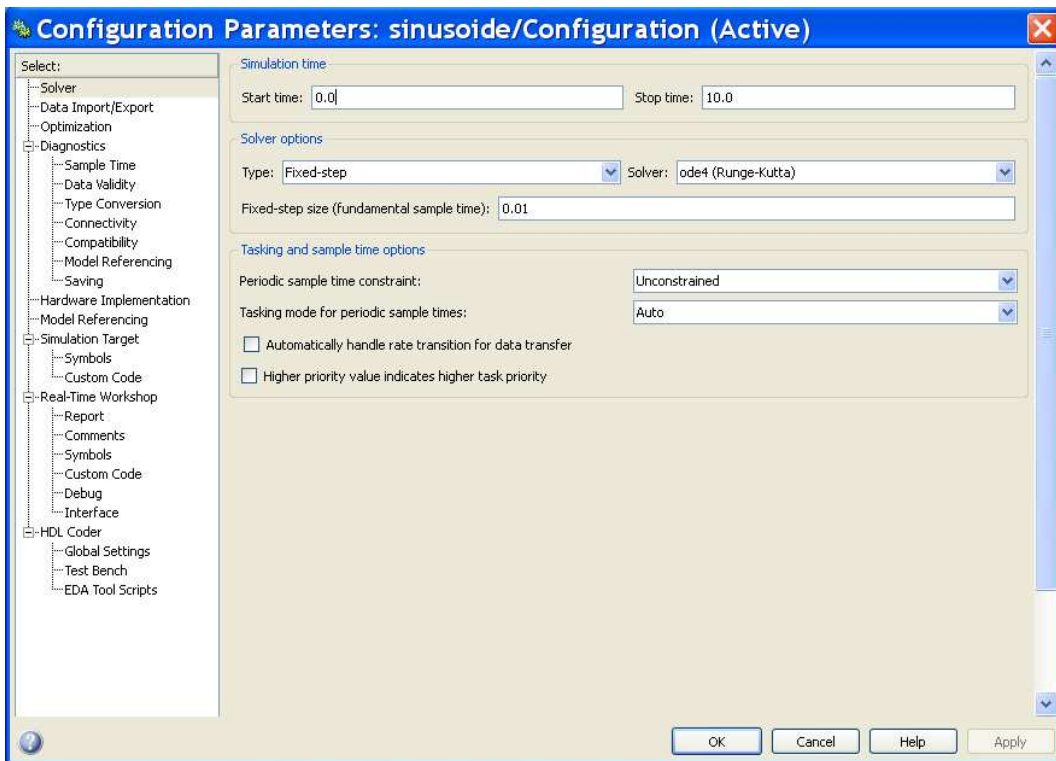 Configuration Parameters: sinusoide/Configuration (Active)
Select:
Solver
Data Import/Export
Optimization
Diagnostics
Sample Time
Data Validity
Type Conversion
Connectivity
Compatibility
Model Referencing
Saving
Hardware Implementation
Model Referencing
Simulation Target
Symbols
Custom Code
Real-Time Workshop
Report
Comments
Symbols
Custom Code
Debug
Interface
HDL Coder
Global Settings
Test Bench
EDA Tool Scripts
Simulation time
Start time: 0.0 Stop time: 10.0
Solver options
Type: Fixed-step Solver: ode4 (Runge-Kutta)
Fixed-step size (fundamental sample time): 0.01
Tasking and sample time options
Periodic sample time constraint: Unconstrained
Tasking mode for periodic sample times: Auto
Automatically handle rate transition for data transfer
Higher priority value indicates higher task priority
OK Cancel Help Apply